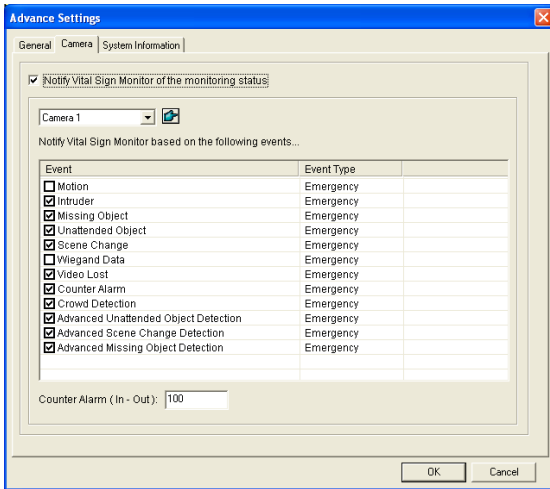 Advance Settings
General Camera System Information
Notify Vital Sign Monitor of the monitoring status
Camera 1
Notify Vital Sign Monitor based on the following events...
Event Event Type
Motion Emergency
Intruder Emergency
Missing Object Emergency
Unattended Object Emergency
Scene Change Emergency
Wiegand Data Emergency
Video Lost Emergency
Counter Alarm Emergency
Crowd Detection Emergency
Advanced Unattended Object Detection Emergency
Advanced Scene Change Detection Emergency
Advanced Missing Object Detection Emergency
Counter Alarm ( In - Out ): 100
OK Cancel